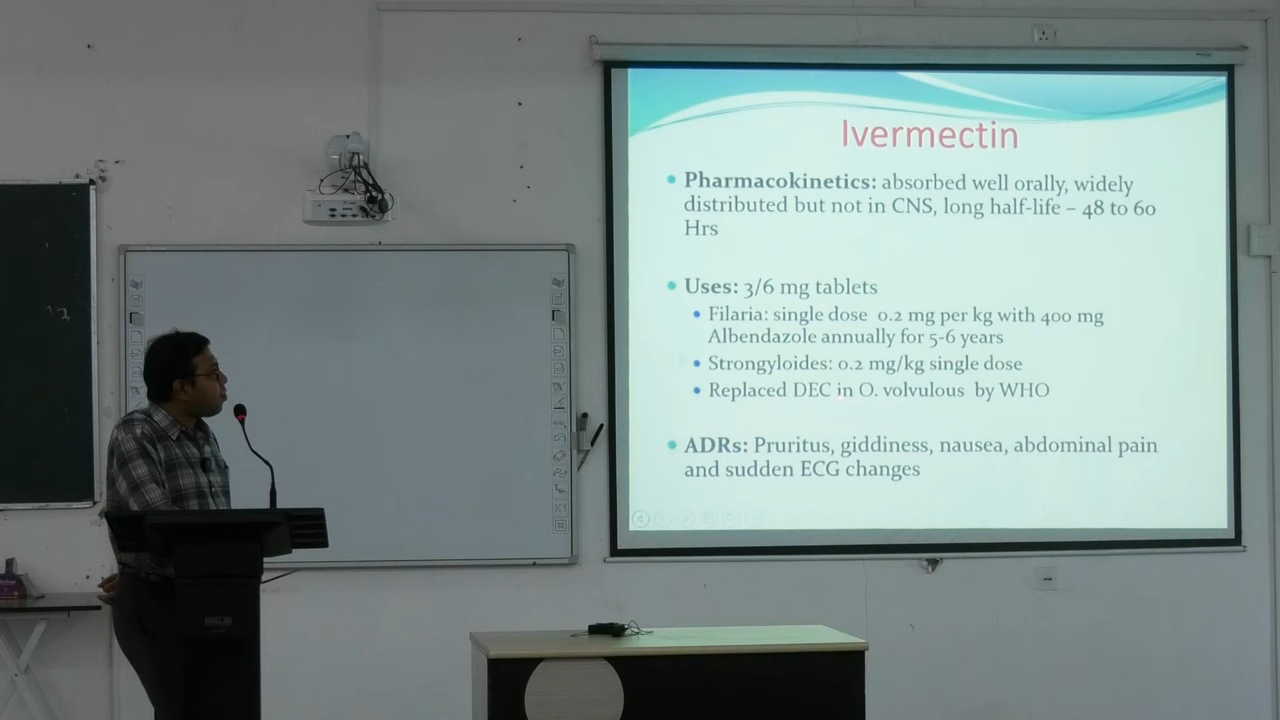 Ivermectin
Pharmacokinetics: absorbed well orally, widely
distributed but not in CNS, long half-life – 48 to 60
Hrs
Uses: 3/6 mg tablets
Filaria: single dose 0.2 mg per kg with 400 mg
Albendazole annually for 5-6 years
Strongyloides: 0.2 mg/kg single dose
Replaced DEC in O. volvulous by WHO
ADRs: Pruritus, giddiness, nausea, abdominal pain
and sudden ECG changes